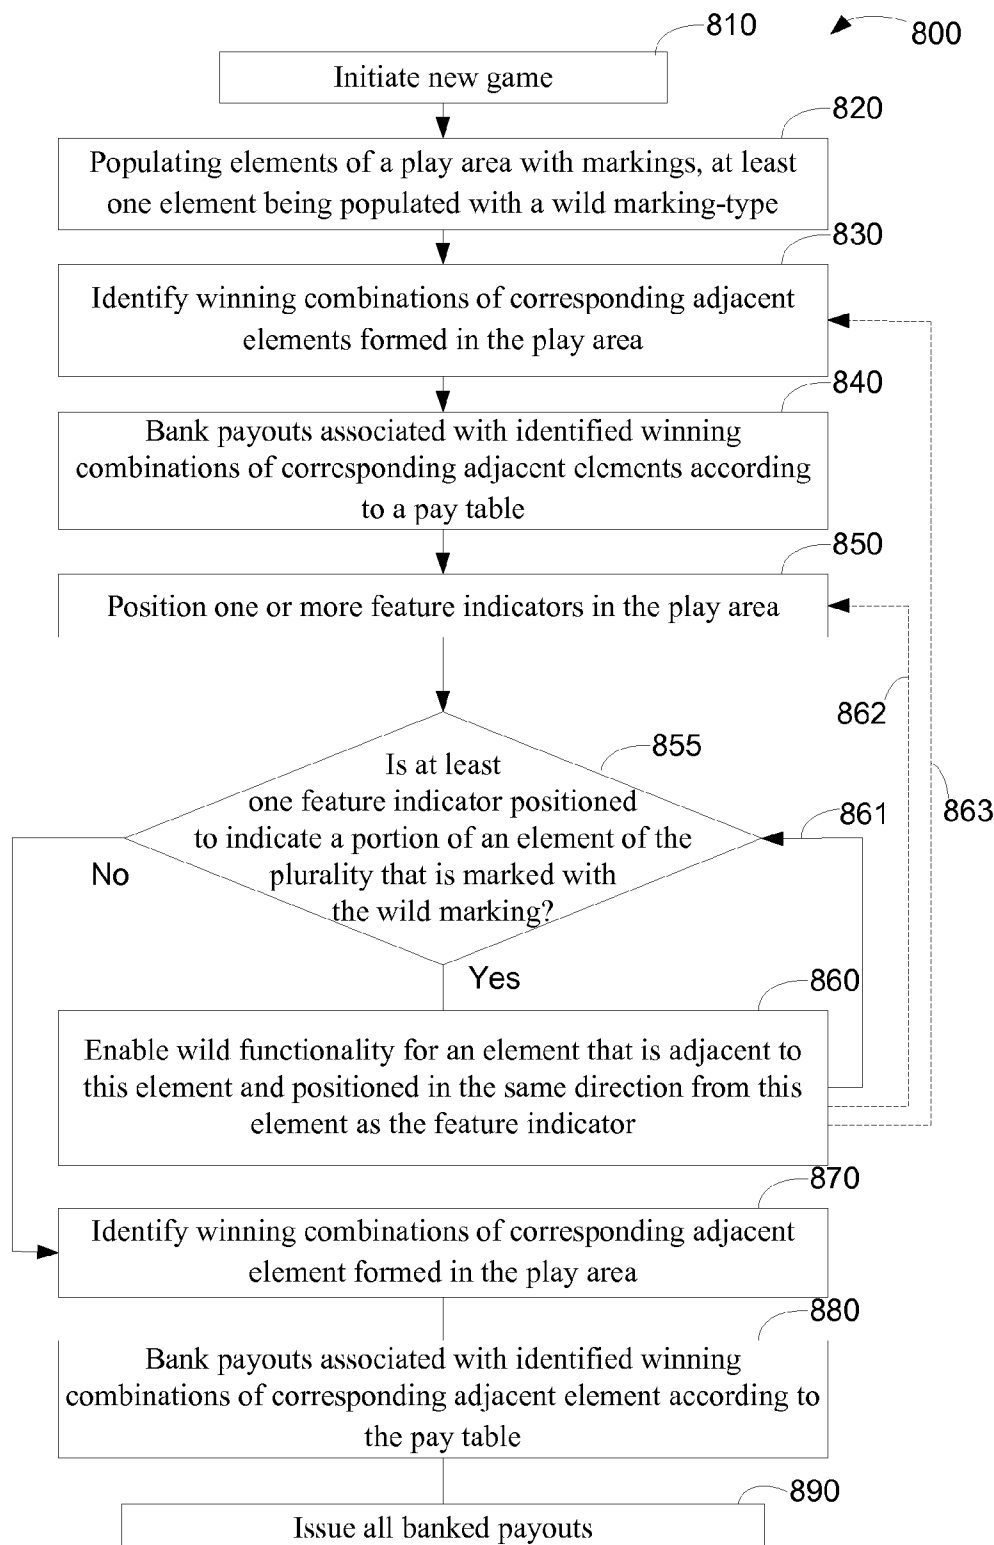 810
800
Initiate new game
820
Populating elements of a play area with markings, at least
one element being populated with a wild marking-type
830
Identify winning combinations of corresponding adjacent
elements formed in the play area
840
Bank payouts associated with identified winning
combinations of corresponding adjacent elements according
to a pay table
850
Position one or more feature indicators in the play area
862
855
863
861
Is at least
one feature indicator positioned
to indicate a portion of an element of the
plurality that is marked with
the wild marking?
No
Yes
860
Enable wild functionality for an element that is adjacent to
this element and positioned in the same direction from this
element as the feature indicator
870
Identify winning combinations of corresponding adjacent
element formed in the play area
880
Bank payouts associated with identified winning
combinations of corresponding adjacent element according to
the pay table
890
Issue all banked payouts